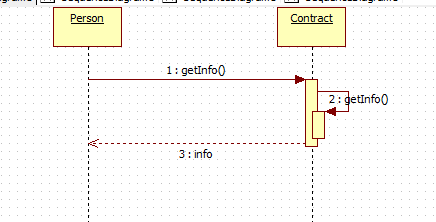 Person
Contract
1 : getInfo()
2 : getInfo()
3 : info